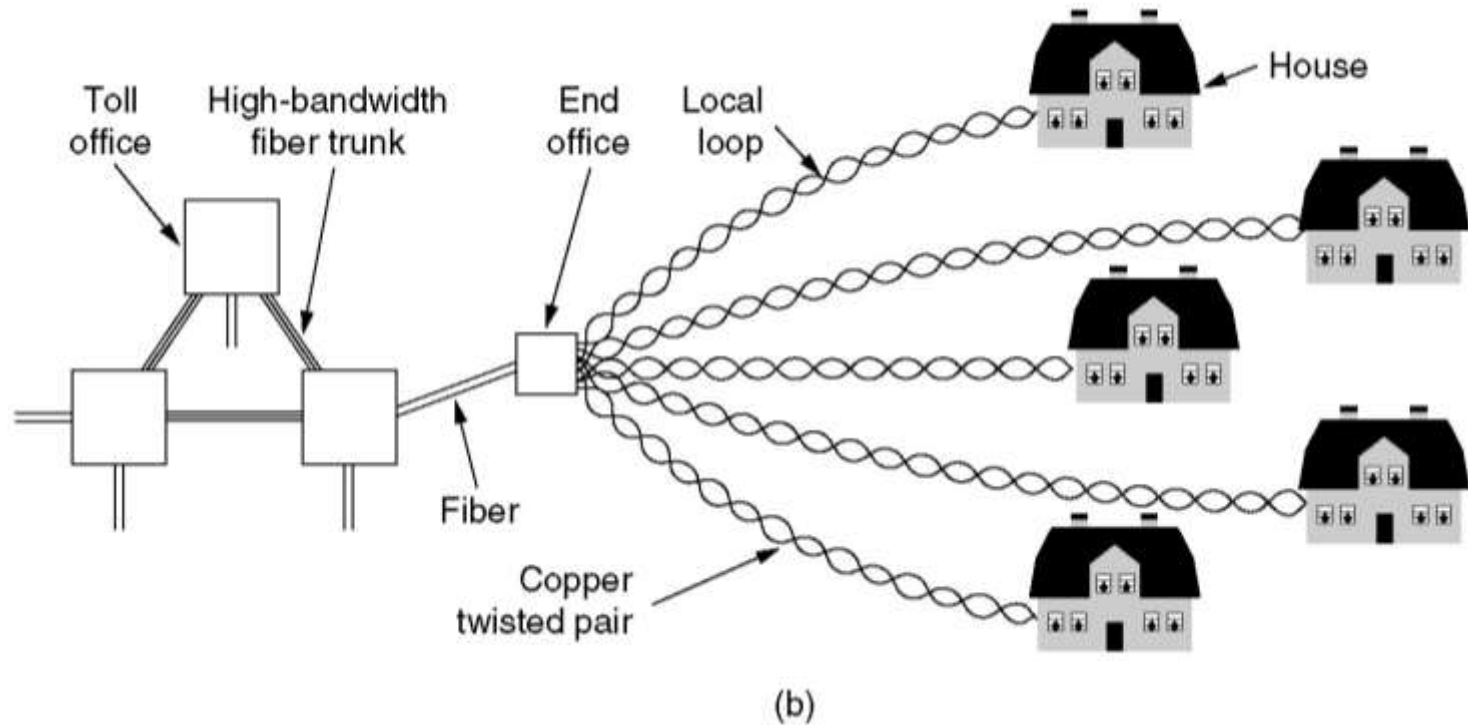 Toll
office
High-bandwidth
fiber trunk
End
office
Local
loop
House
Fiber
Copper
twisted pair
(b)